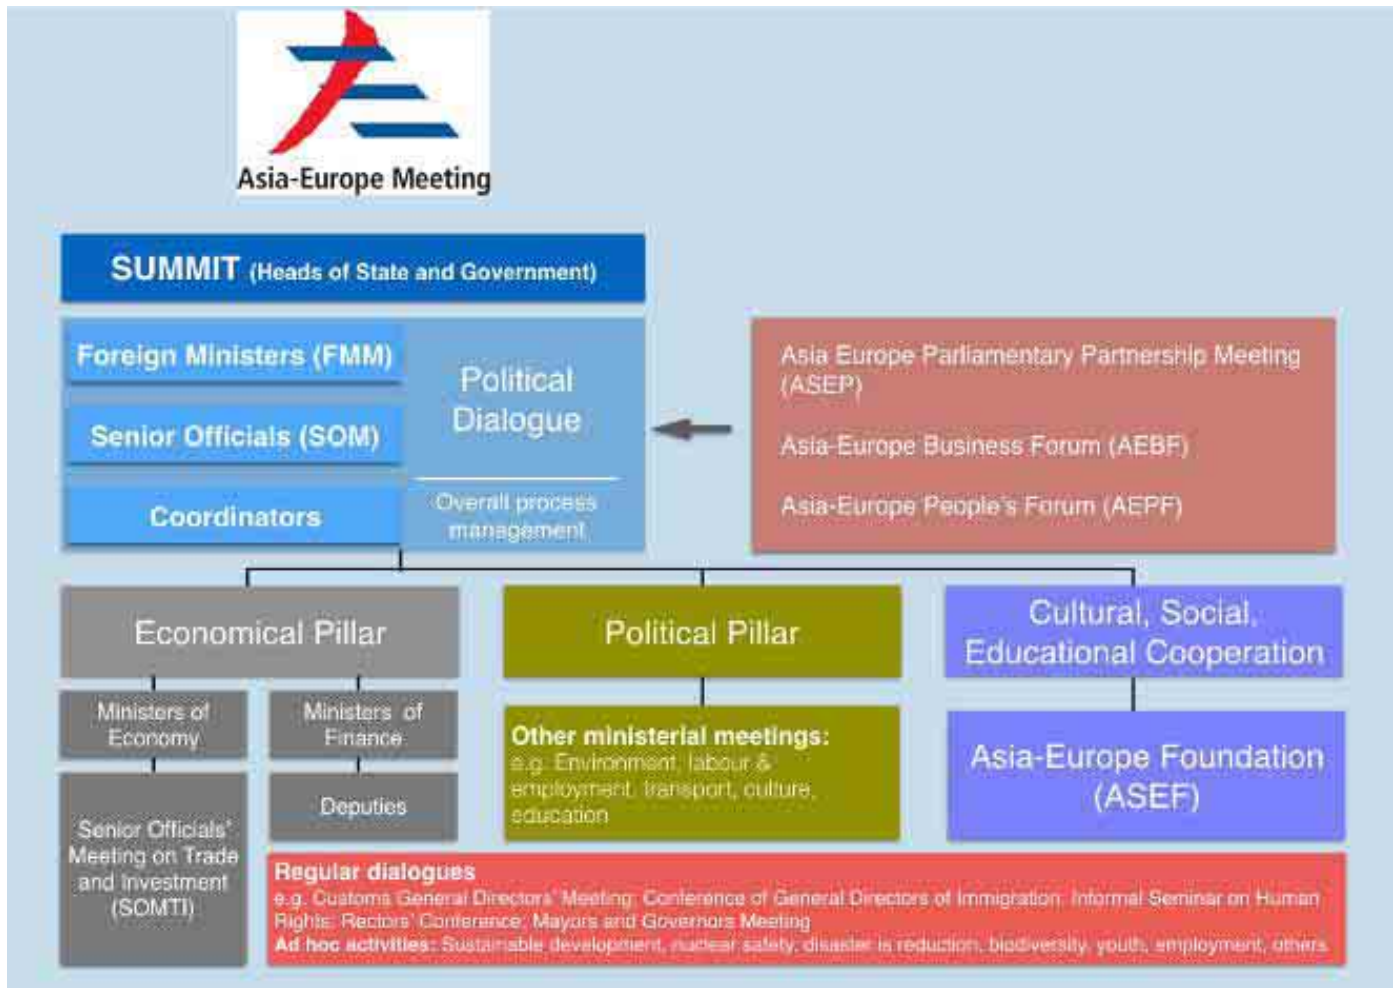 Asia-Europe Meeting
SUMMIT (Heads of State and Government)
Foreign Ministers (FMM)
Senior Officials (SOM)
Coordinators
Political
Dialogue
Overall process
management
Asia Europe Parliamentary Partnership Meeting
(ASEP)
Asia-Europe Business Forum (AEBF)
Asia-Europe People's Forum (AEPF)
Economical Pillar
Political Pillar
Cultural, Social,
Educational Cooperation
Ministers of
Economy
Ministers of
Finance
Senior Officials'
Meeting on Trade
and Investment
(SOMTI)
Deputies
Other ministerial meetings:
e.g. Environment, labour &
employment, transport, culture,
education
Asia-Europe Foundation
(ASEF)
Regular dialogues
e.g. Customs General Directors' Meeting; Conference of General Directors of Immigration; Informal Seminar on Human
Rights; Rectors' Conference; Mayors and Governors Meeting
Ad hoc activities: Sustainable development, nuclear safety, disaster is reduction, biodiversity, youth, employment, others